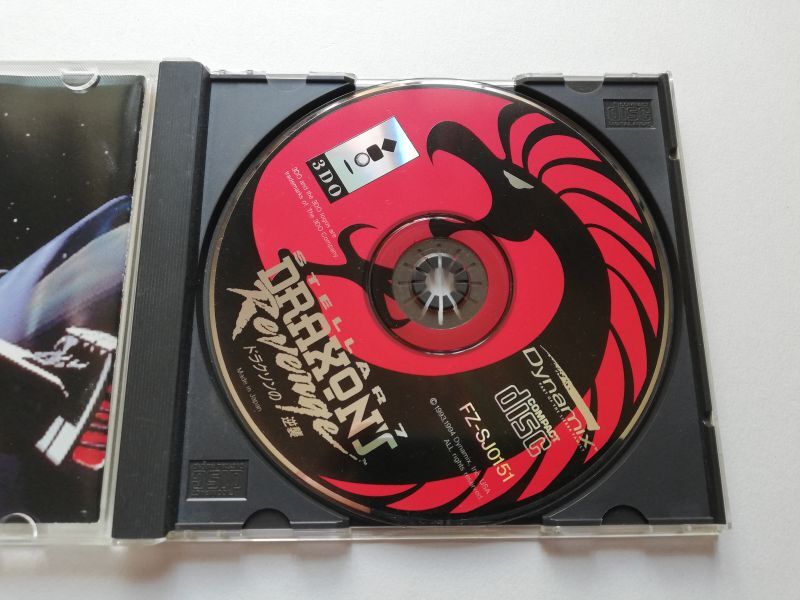 3DO
3DO and the 3DO logos are
trademarks of The 3DO Company
STELLAR 7
DRAXON'S
Revenge
ドラクソンの逆襲
TM
Made in Japan
Dynamix
COMPACT
disc
FZ-SJ0151
© 1993,1994 Dynamix, Inc. USA
ALL rights reserved.